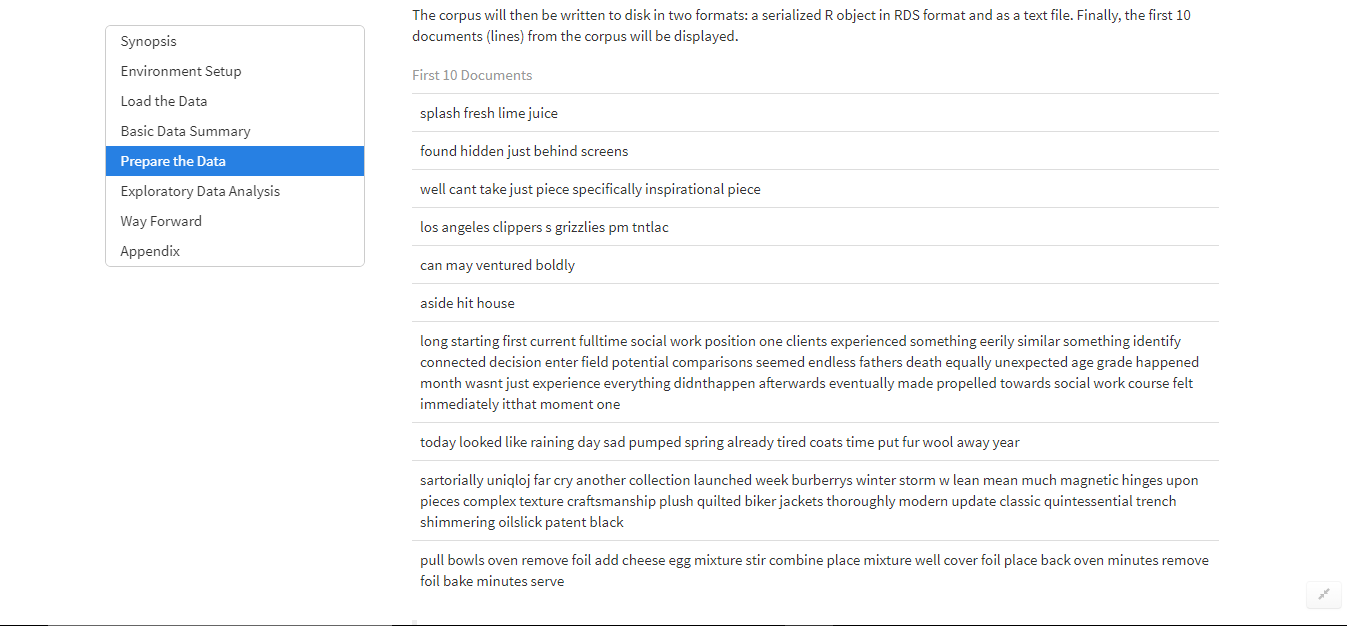 Synopsis
Environment Setup
Load the Data
Basic Data Summary
Prepare the Data
Exploratory Data Analysis
Way Forward
Appendix
The corpus will then be written to disk in two formats: a serialized R object in RDS format and as a text file. Finally, the first 10
documents (lines) from the corpus will be displayed.
First 10 Documents
splash fresh lime juice
found hidden just behind screens
well cant take just piece specifically inspirational piece
los angeles clippers s grizzlies pm tntlac
can may ventured boldly
aside hit house
long starting first current fulltime social work position one clients experienced something eerily similar something identify
connected decision enter field potential comparisons seemed endless fathers death equally unexpected age grade happened
month wasnt just experience everything didnthappen afterwards eventually made propelled towards social work course felt
immediately itthat moment one
today looked like raining day sad pumped spring already tired coats time put fur wool away year
sartorially uniqloj far cry another collection launched week burberrys winter storm w lean mean much magnetic hinges upon
pieces complex texture craftsmanship plush quilted biker jackets thoroughly modern update classic quintessential trench
shimmering oilslick patent black
pull bowls oven remove foil add cheese egg mixture stir combine place mixture well cover foil place back oven minutes remove
foil bake minutes serve